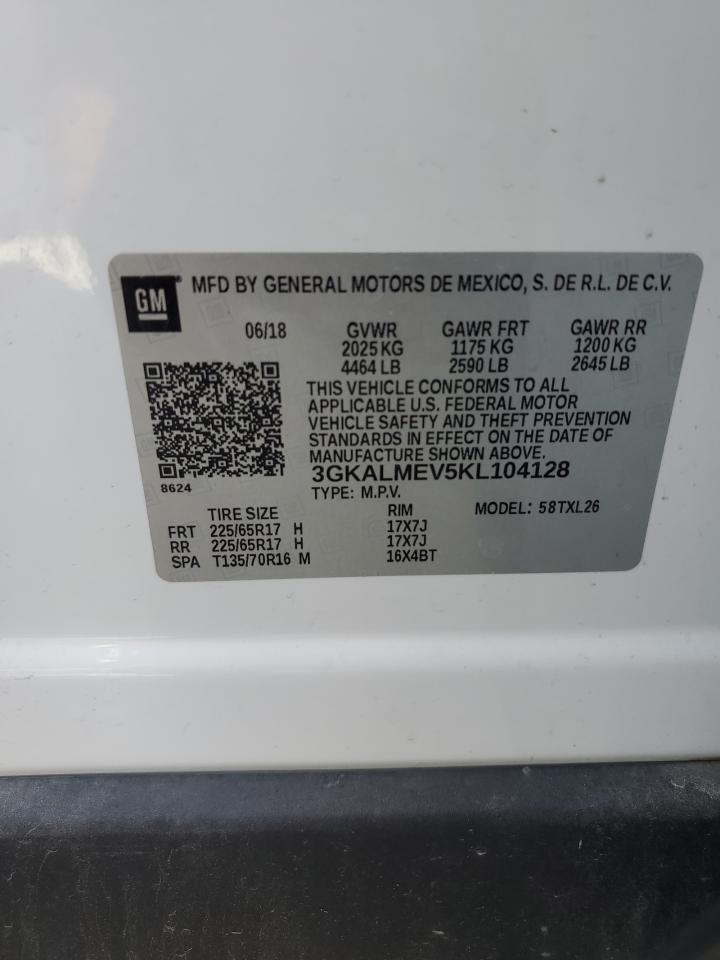 GM MFD BY GENERAL MOTORS DE MEXICO, S. DE R.L. DE C.V.
06/18 GVWR GAWR FRT GAWR RR
2025 KG 1175 KG 1200 KG
4464 LB 2590 LB 2645 LB
THIS VEHICLE CONFORMS TO ALL
APPLICABLE U.S. FEDERAL MOTOR
VEHICLE SAFETY AND THEFT PREVENTION
STANDARDS IN EFFECT ON THE DATE OF
MANUFACTURE SHOWN ABOVE.
3GKALMEV5KL104128
8624
TYPE: M.P.V. MODEL: 58TXL26
TIRE SIZE RIM
FRT 225/65R17 H 17X7J
RR 225/65R17 H 17X7J
SPA T135/70R16 M 16X4BT